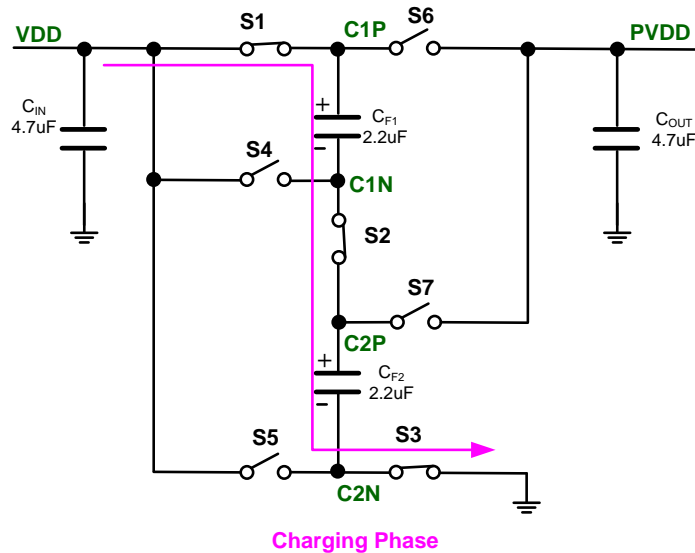 S1
C1P
S6
VDD
PVDD
CIN
4.7uF
+
CF1
2.2uF
−
COUT
4.7uF
S4
C1N
S2
S7
C2P
+
CF2
2.2uF
−
S5
S3
C2N
Charging Phase